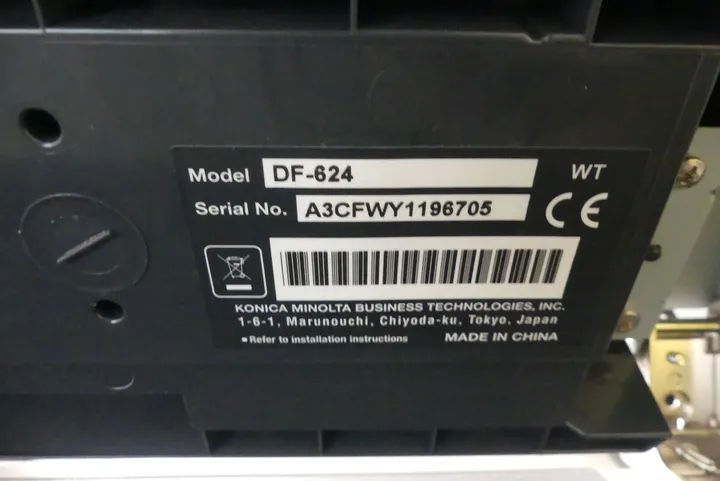 Model DF-624 WT
Serial No. A3CFWY1196705 CE
KONICA MINOLTA BUSINESS TECHNOLOGIES, INC.
1-6-1, Marunouchi, Chiyoda-ku, Tokyo, Japan
▪Refer to installation instructions MADE IN CHINA